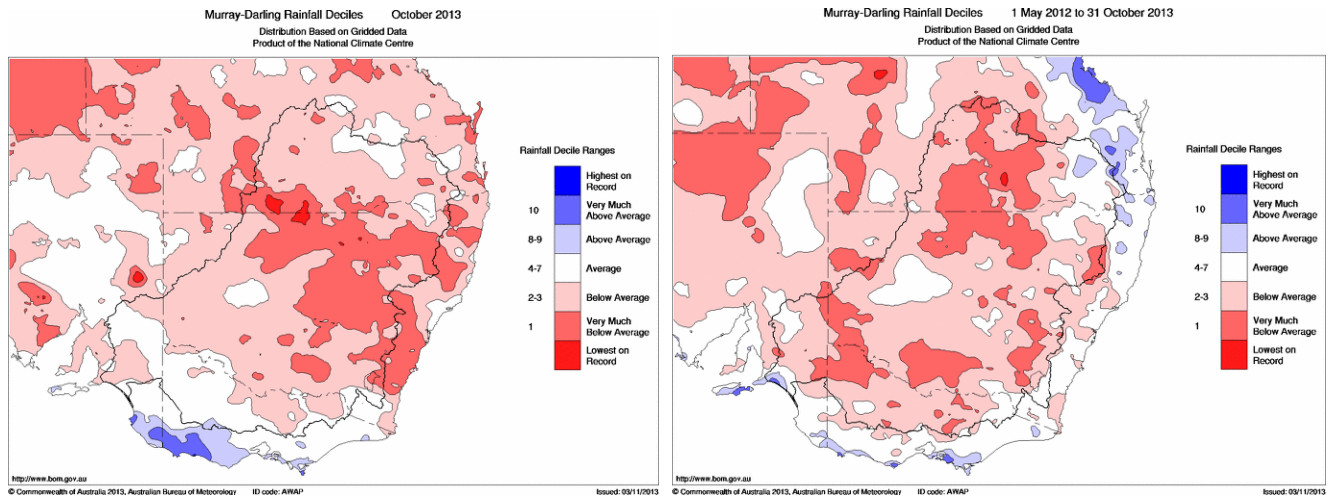 Murray-Darling Rainfall Deciles October 2013
Distribution Based on Gridded Data
Product of the National Climate Centre
Rainfall Decile Ranges
Highest on
Record
10
Very Much
Above Average
8-9
Above Average
4-7
Average
2-3
Below Average
1
Very Much
Below Average
Lowest on
Record
http://www.bom.gov.au
© Commonwealth of Australia 2013, Australian Bureau of Meteorology ID code: AWAP Issued: 03/11/2013
Murray-Darling Rainfall Deciles 1 May 2012 to 31 October 2013
Distribution Based on Gridded Data
Product of the National Climate Centre
Rainfall Decile Ranges
Highest on
Record
10
Very Much
Above Average
8-9
Above Average
4-7
Average
2-3
Below Average
1
Very Much
Below Average
Lowest on
Record
http://www.bom.gov.au
© Commonwealth of Australia 2013, Australian Bureau of Meteorology ID code: AWAP Issued: 03/11/2013